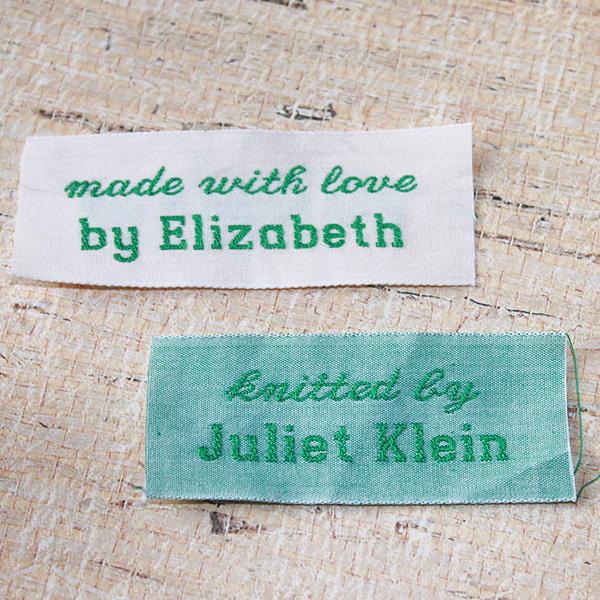 made with love
by Elizabeth
knitted by
Juliet Klein